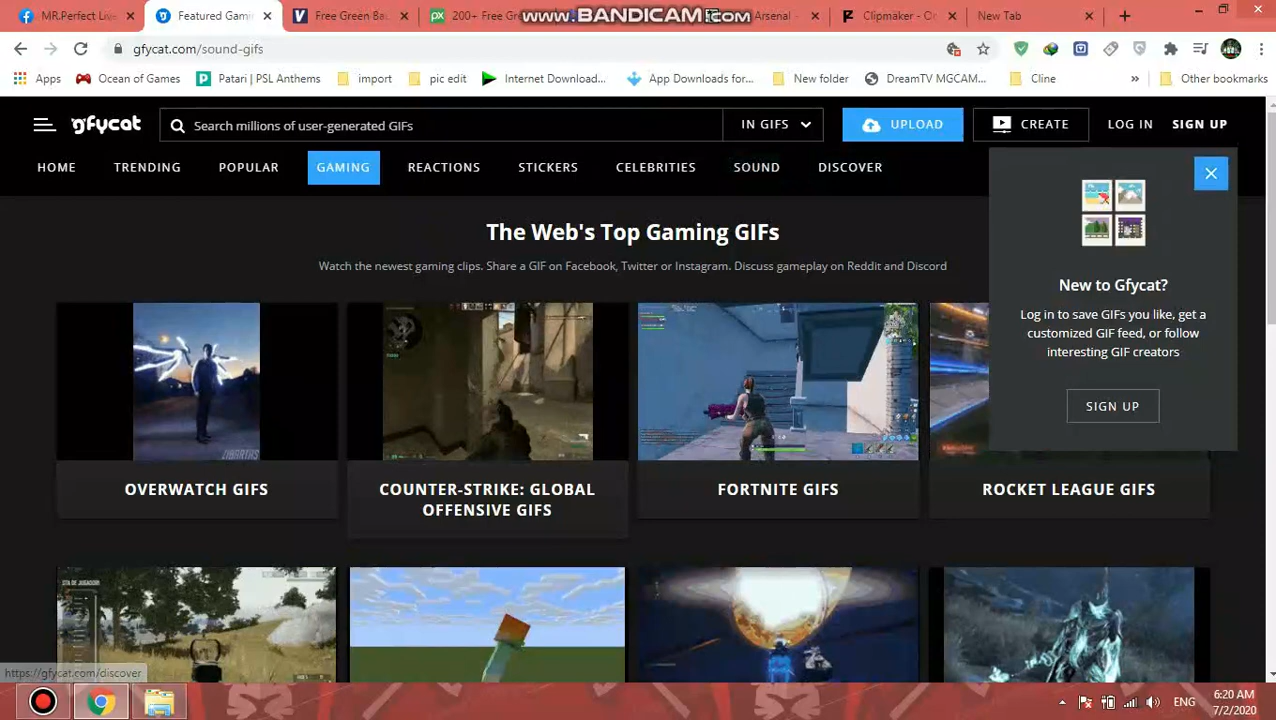 MR.Perfect Live
Featured Gami
Free Green Ba
200+ Free Gr
www.BANDICAM.com
Arsenal -
Clipmaker - O
New Tab
gfycat.com/sound-gifs
Apps
Ocean of Games
Patari | PSL Anthems
import
pic edit
Internet Download...
App Downloads for...
New folder
DreamTV MGCAM...
Cline
»
Other bookmarks
gfycat
Search millions of user-generated GIFs
IN GIFS
UPLOAD
CREATE
LOG IN
SIGN UP
HOME
TRENDING
POPULAR
GAMING
REACTIONS
STICKERS
CELEBRITIES
SOUND
DISCOVER
The Web's Top Gaming GIFs
Watch the newest gaming clips. Share a GIF on Facebook, Twitter or Instagram. Discuss gameplay on Reddit and Discord
New to Gfycat?
Log in to save GIFs you like, get a
customized GIF feed, or follow
interesting GIF creators
SIGN UP
OVERWATCH GIFS
COUNTER-STRIKE: GLOBAL
OFFENSIVE GIFS
FORTNITE GIFS
ROCKET LEAGUE GIFS
https://gfycat.com/discover
ENG
6:20 AM
7/2/2020